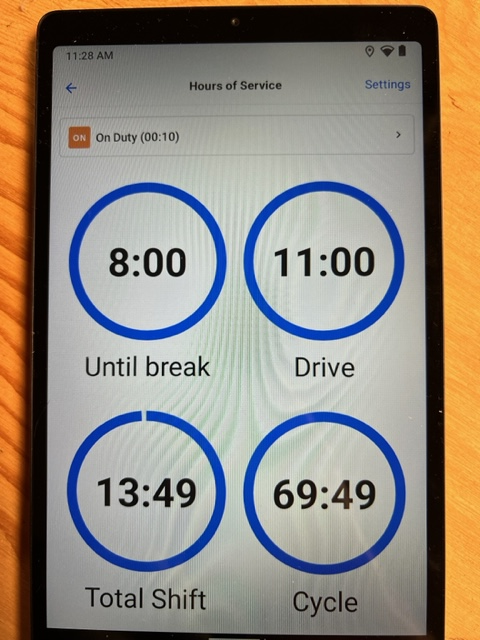 11:28 AM
Hours of Service
Settings
ON On Duty (00:10)
8:00
11:00
Until break
Drive
13:49
69:49
Total Shift
Cycle